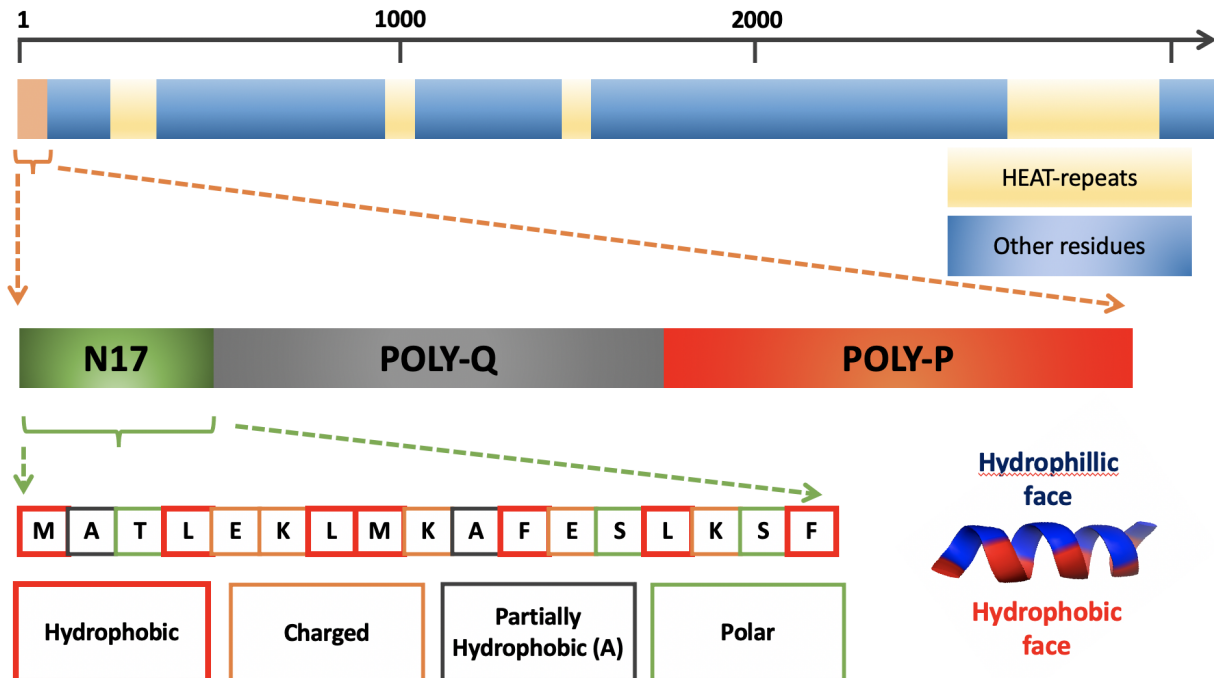 1 1000 2000
HEAT-repeats
Other residues
N17 POLY-Q POLY-P
Hydrophillic
face
M A T L E K L M K A F E S L K S F
Hydrophobic
face
Hydrophobic
Charged
Partially
Hydrophobic (A)
Polar